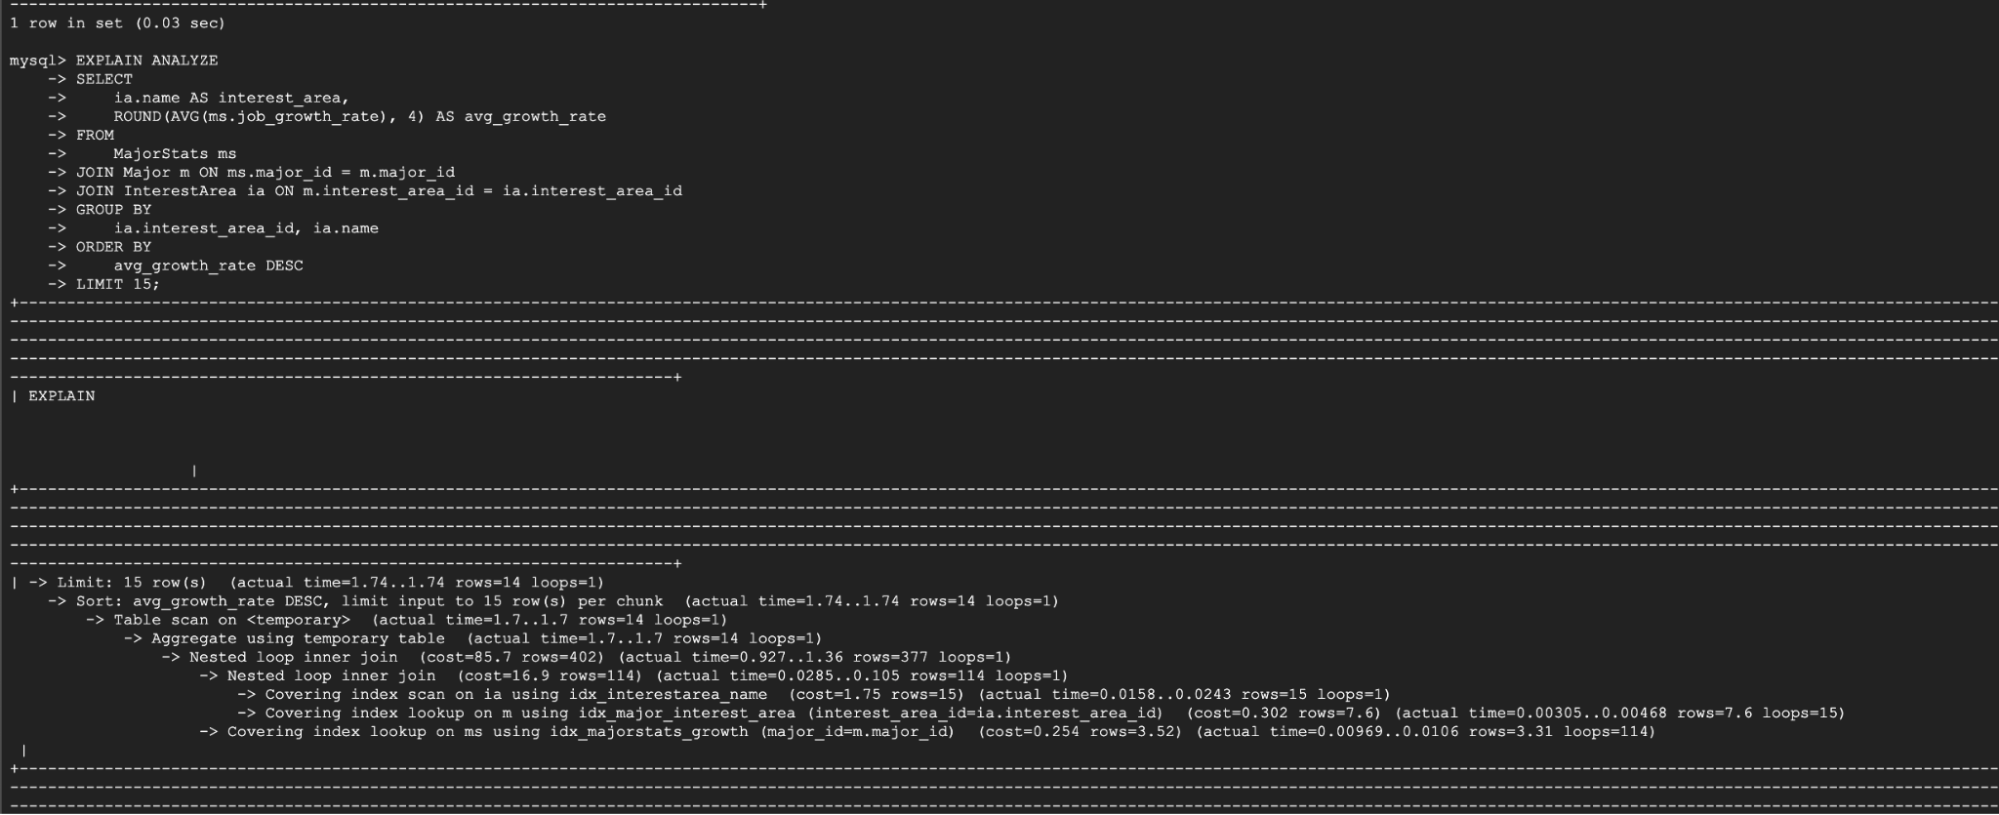 -------------------------------------------------------------------------------+
1 row in set (0.03 sec)
mysql> EXPLAIN ANALYZE
    -> SELECT
    ->     ia.name AS interest_area,
    ->     ROUND(AVG(ms.job_growth_rate), 4) AS avg_growth_rate
    -> FROM
    ->     MajorStats ms
    -> JOIN Major m ON ms.major_id = m.major_id
    -> JOIN InterestArea ia ON m.interest_area_id = ia.interest_area_id
    -> GROUP BY
    ->     ia.interest_area_id, ia.name
    -> ORDER BY
    ->     avg_growth_rate DESC
    -> LIMIT 15;
| EXPLAIN
|
| -> Limit: 15 row(s)  (actual time=1.74..1.74 rows=14 loops=1)
    -> Sort: avg_growth_rate DESC, limit input to 15 row(s) per chunk  (actual time=1.74..1.74 rows=14 loops=1)
        -> Table scan on <temporary>  (actual time=1.7..1.7 rows=14 loops=1)
            -> Aggregate using temporary table  (actual time=1.7..1.7 rows=14 loops=1)
                -> Nested loop inner join  (cost=85.7 rows=402) (actual time=0.927..1.36 rows=377 loops=1)
                    -> Nested loop inner join  (cost=16.9 rows=114) (actual time=0.0285..0.105 rows=114 loops=1)
                        -> Covering index scan on ia using idx_interestarea_name  (cost=1.75 rows=15) (actual time=0.0158..0.0243 rows=15 loops=1)
                        -> Covering index lookup on m using idx_major_interest_area (interest_area_id=ia.interest_area_id)  (cost=0.302 rows=7.6) (actual time=0.00305..0.00468 rows=7.6 loops=15)
                    -> Covering index lookup on ms using idx_majorstats_growth (major_id=m.major_id)  (cost=0.254 rows=3.52) (actual time=0.00969..0.0106 rows=3.31 loops=114)
|